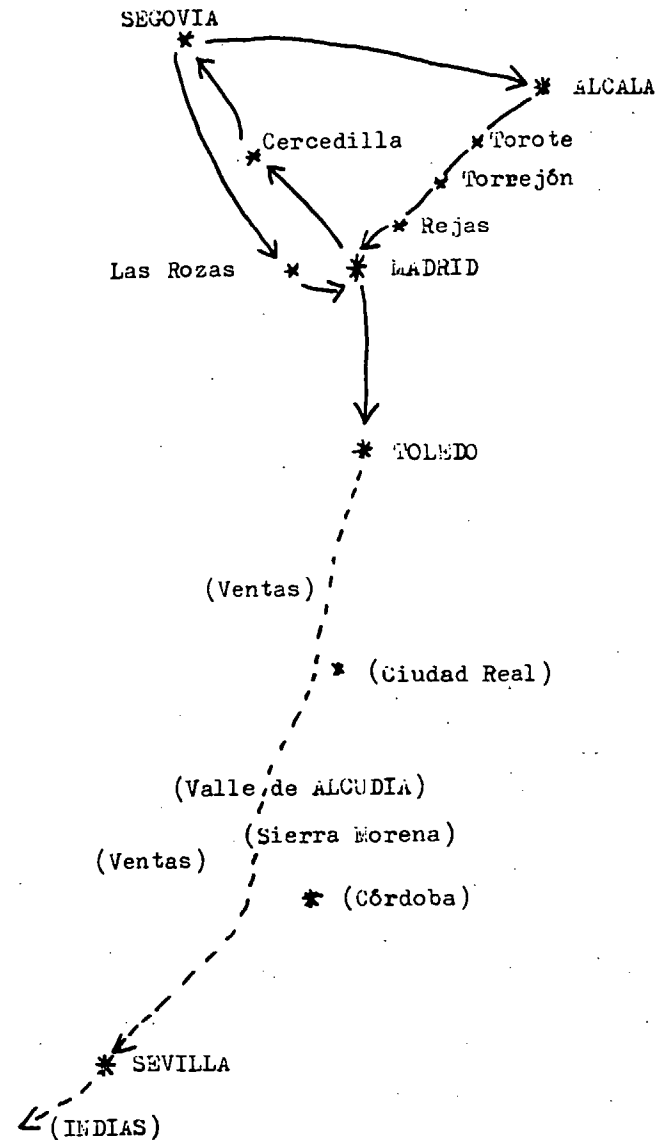 SEGOVIA
ALCALA
Cercedilla
Torote
Torrejón
Rejas
Las Rozas
MADRID
TOLEDO
(Ventas)
(Ciudad Real)
(Valle de ALCUDIA)
(Sierra Morena)
(Ventas)
(Córdoba)
SEVILLA
(INDIAS)